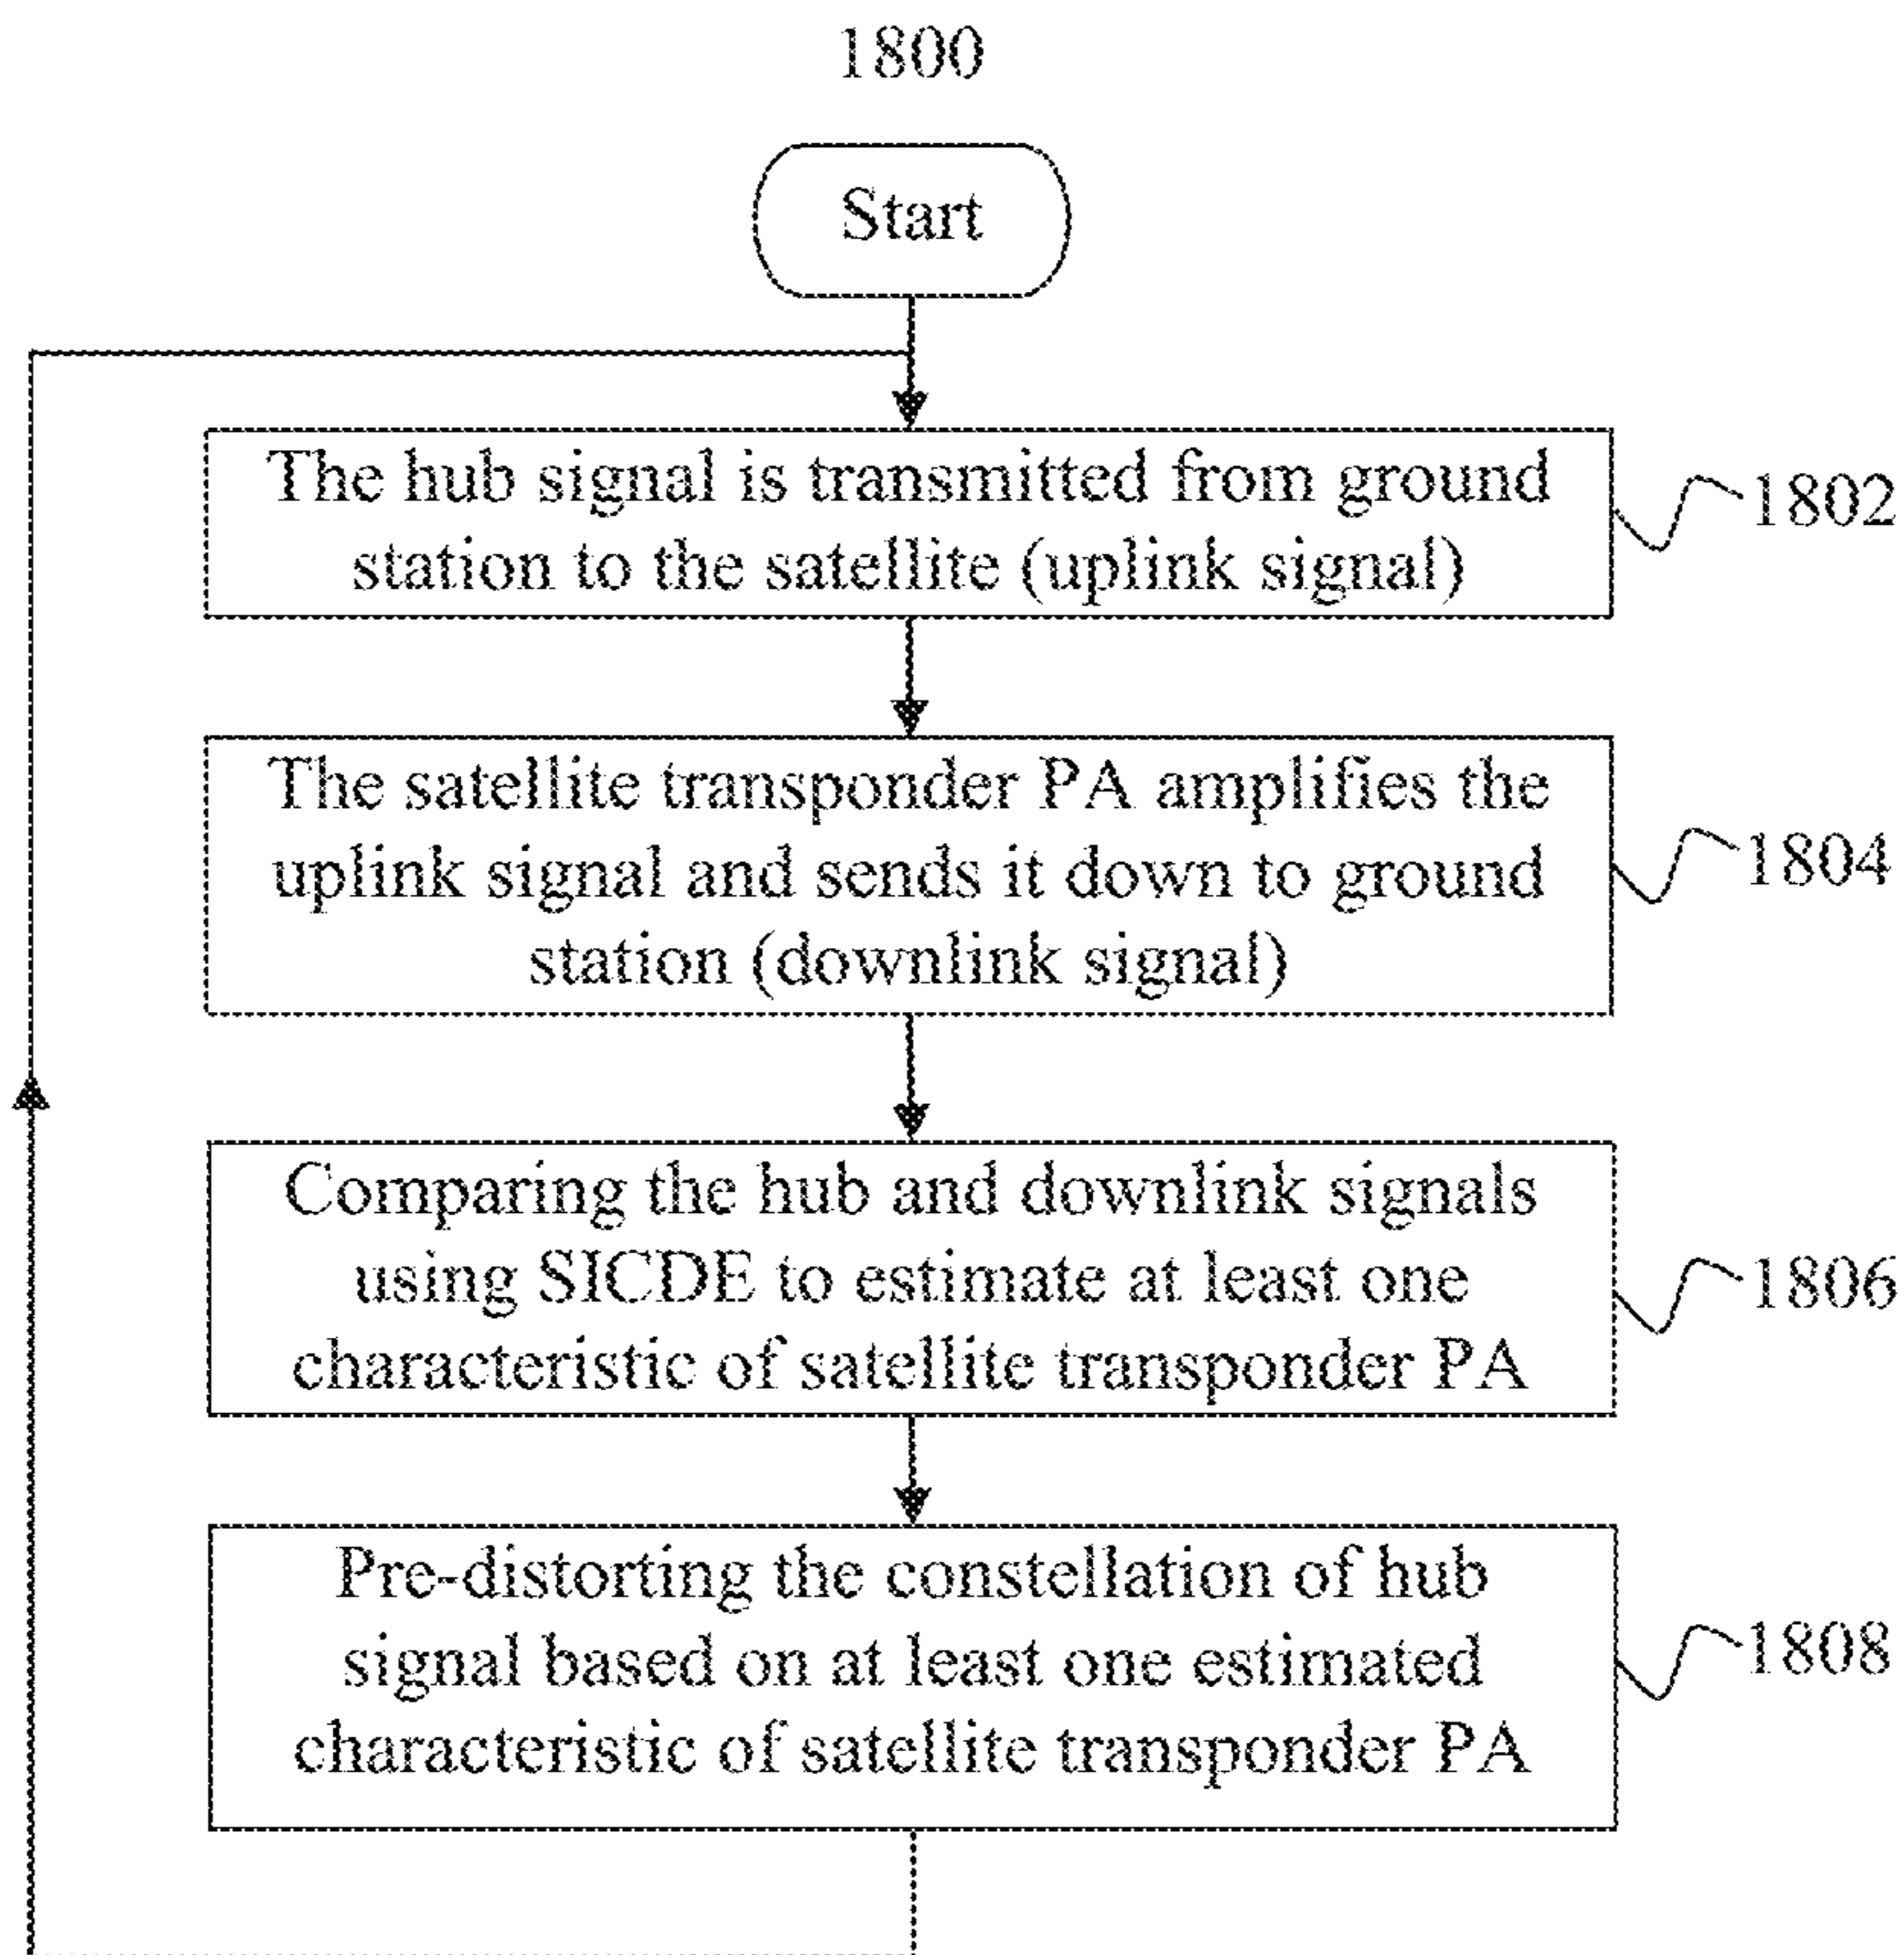 1800
Start
The hub signal is transmitted from ground
station to the satellite (uplink signal)
1802
The satellite transponder PA amplifies the
uplink signal and sends it down to ground
station (downlink signal)
1804
Comparing the hub and downlink signals
using SICDE to estimate at least one
characteristic of satellite transponder PA
1806
Pre-distorting the constellation of hub
signal based on at least one estimated
characteristic of satellite transponder PA
1808